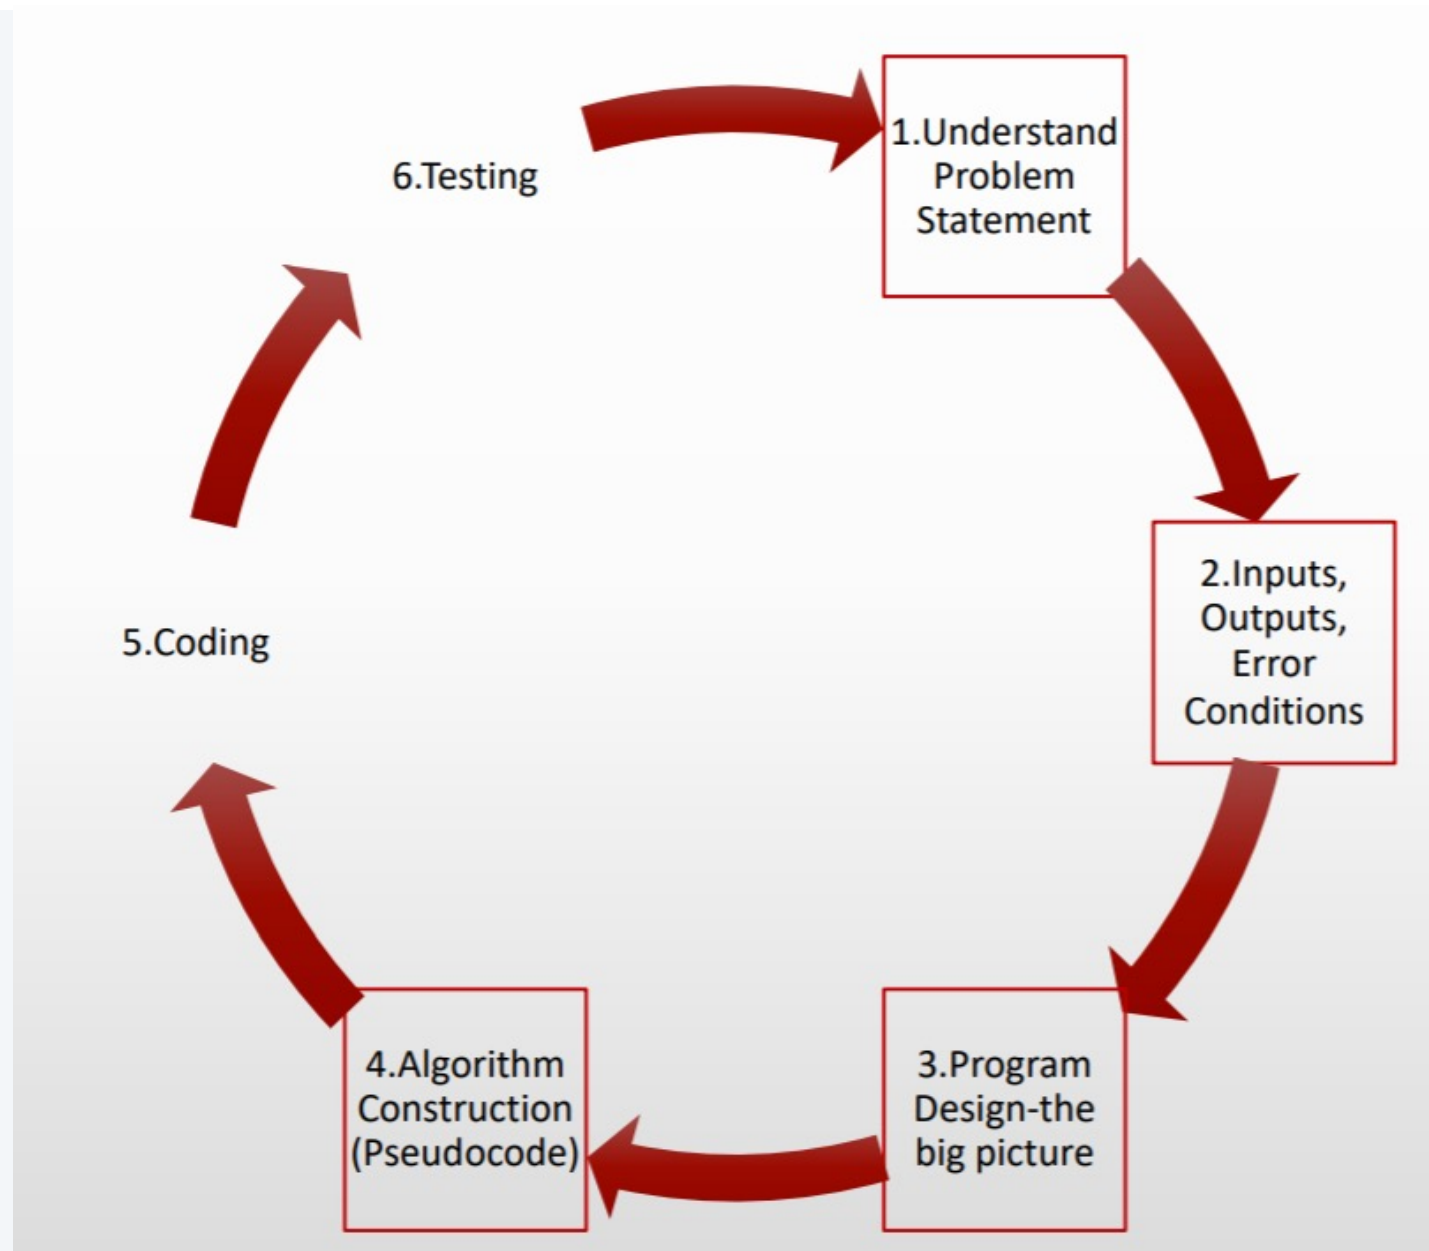 1.Understand
Problem
Statement
2.Inputs,
Outputs,
Error
Conditions
3.Program
Design-the
big picture
4.Algorithm
Construction
(Pseudocode)
5.Coding
6.Testing